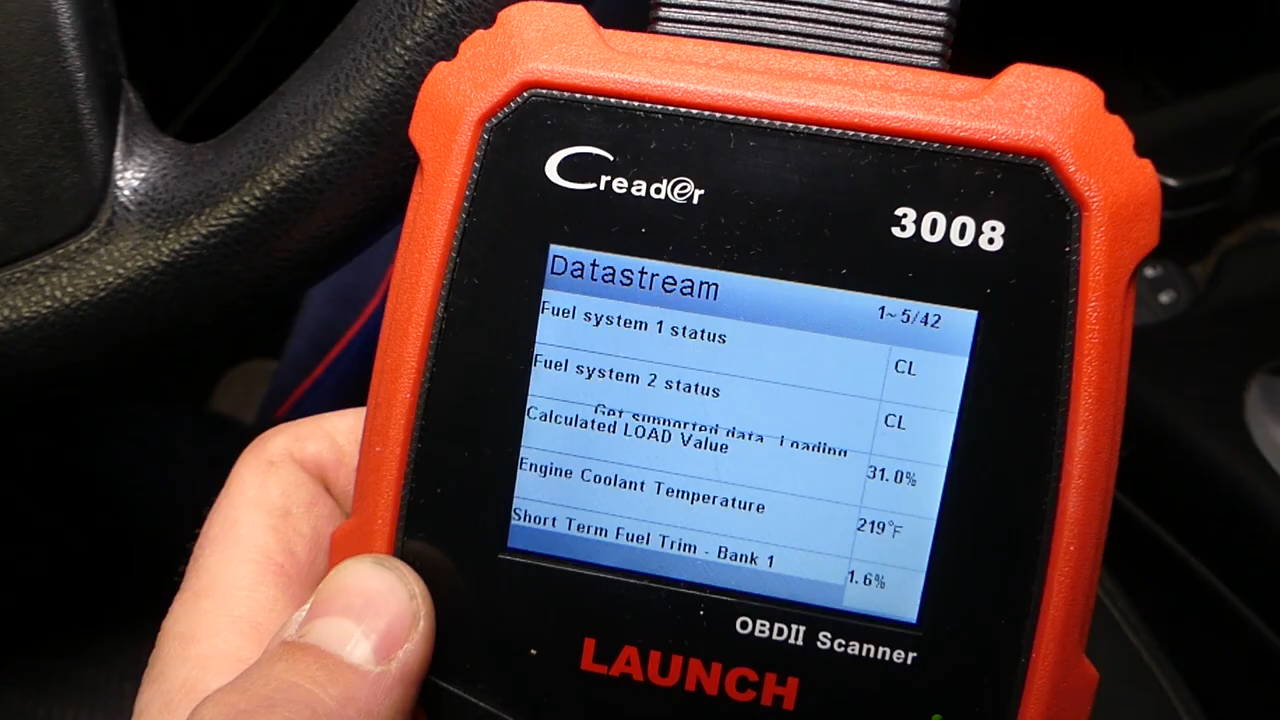 Creader
3008
Datastream 1~5/42
Fuel system 1 status CL
Fuel system 2 status CL
Get supported data, Loading
Calculated LOAD Value 31.0%
Engine Coolant Temperature 219°F
Short Term Fuel Trim - Bank 1 1.6%
OBDII Scanner
LAUNCH